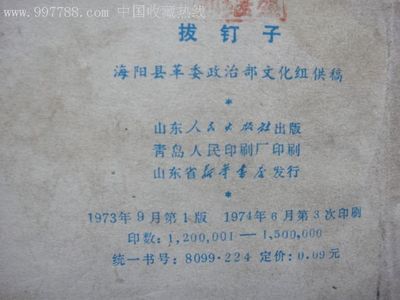 www.997788.com 中国收藏热线
拔钉子
海阳县革委政治部文化组供稿
*
山东人民出版社出版
青岛人民印刷厂印刷
山东省新华书店发行
*
1973年9月第1版 1974年6月第3次印刷
印数：1,200,001—1,500,000
统一书号：8099·224 定价：0.09元